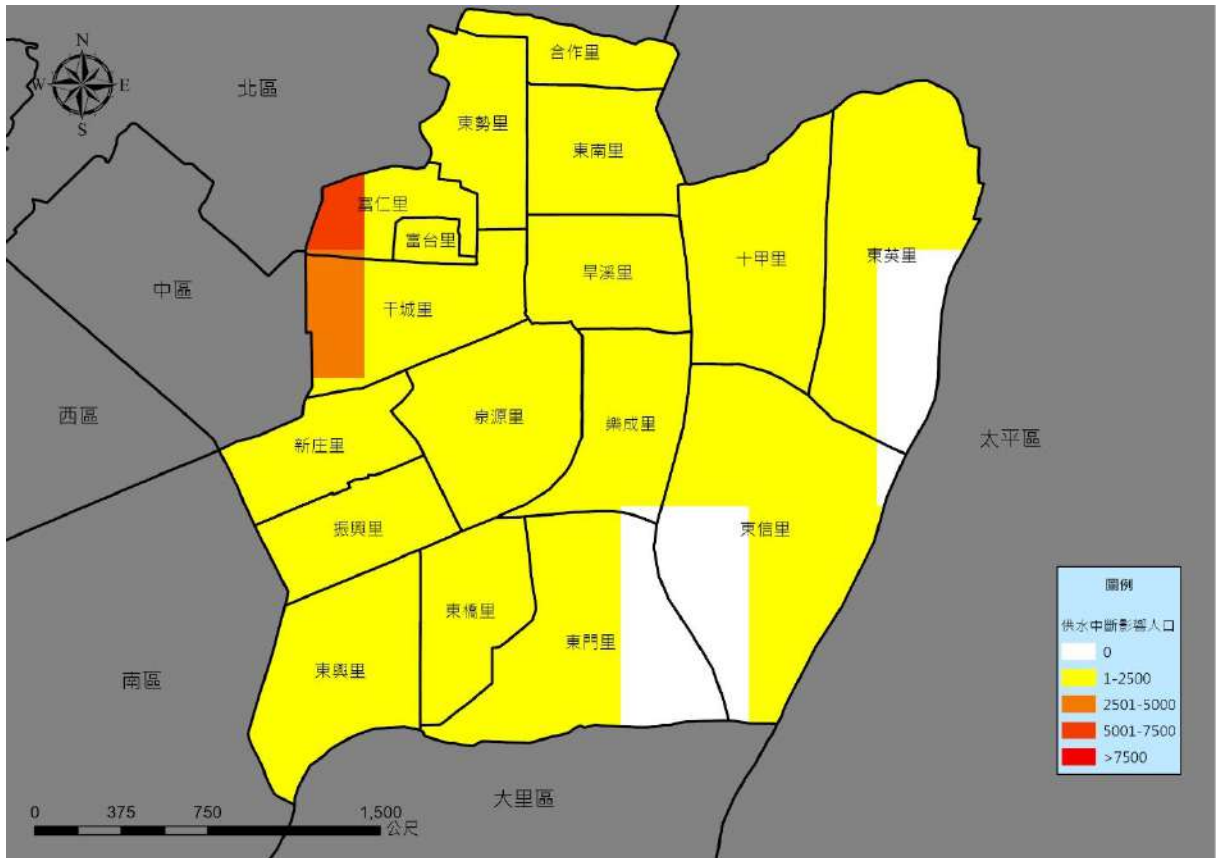 N
W
E
S
北區
合作里
東勢里
東南里
富仁里
富台里
旱溪里
十甲里
東英里
中區
干城里
西區
泉源里
樂成里
新庄里
太平區
振興里
東信里
東橋里
東門里
東興里
南區
大里區
0 375 750 1,500
公尺
圖例
供水中斷影響人口
0
1-2500
2501-5000
5001-7500
>7500